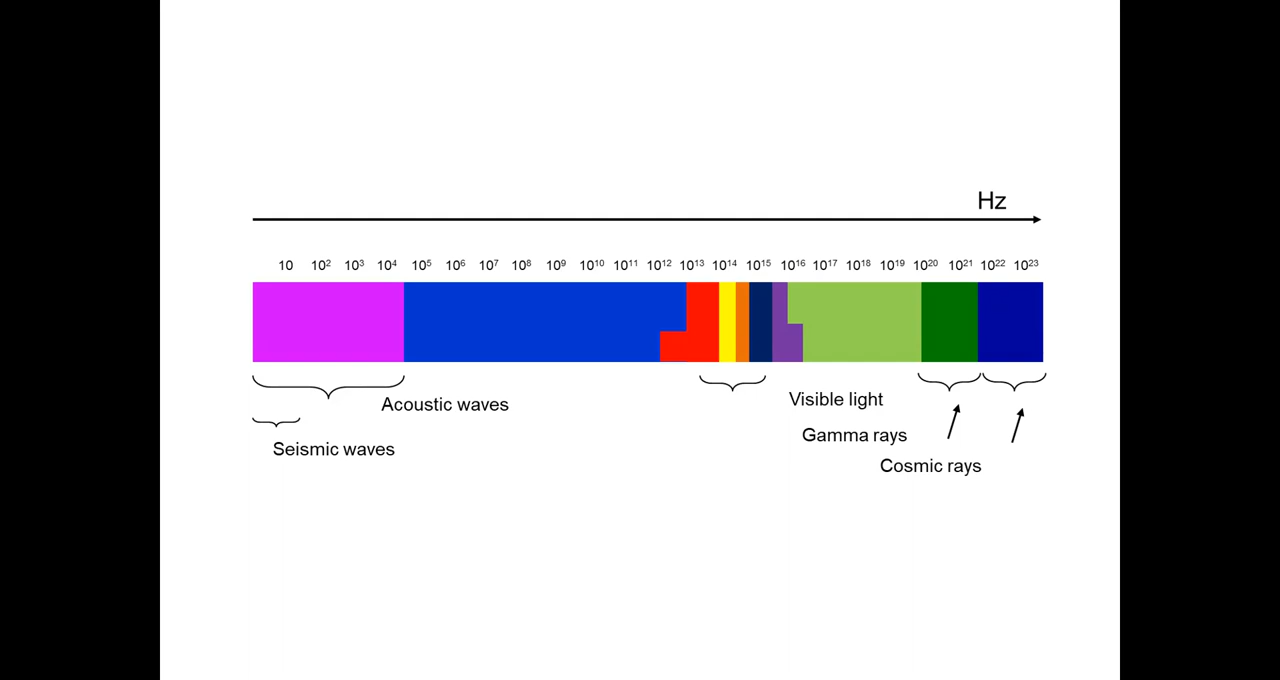 Hz
10 10² 10³ 10⁴ 10⁵ 10⁶ 10⁷ 10⁸ 10⁹ 10¹⁰ 10¹¹ 10¹² 10¹³ 10¹⁴ 10¹⁵ 10¹⁶ 10¹⁷ 10¹⁸ 10¹⁹ 10²⁰ 10²¹ 10²² 10²³
Acoustic waves
Seismic waves
Visible light
Gamma rays
Cosmic rays